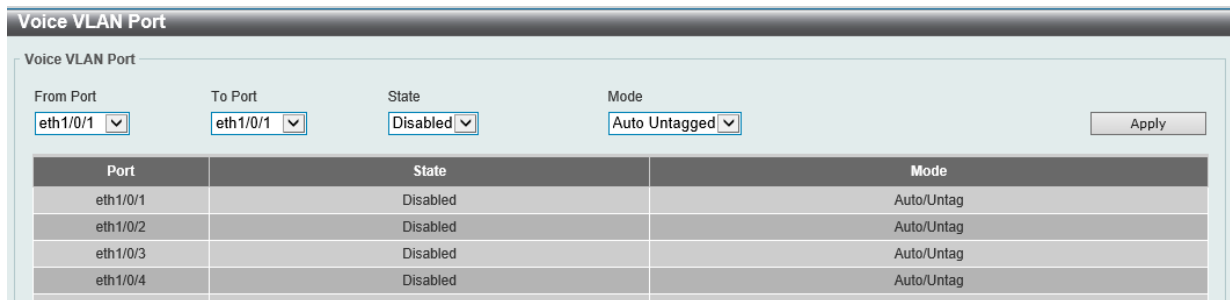 Voice VLAN Port
Voice VLAN Port
From Port To Port State Mode
eth1/0/1 eth1/0/1 Disabled Auto Untagged Apply
Port State Mode
eth1/0/1 Disabled Auto/Untag
eth1/0/2 Disabled Auto/Untag
eth1/0/3 Disabled Auto/Untag
eth1/0/4 Disabled Auto/Untag